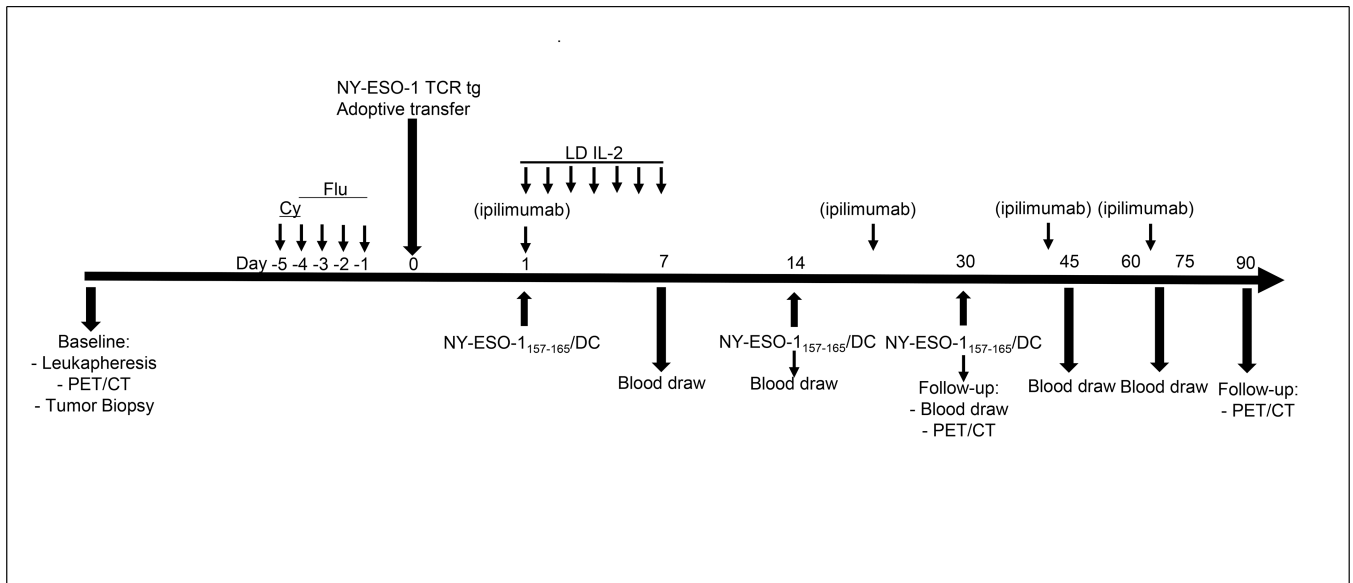 NY-ESO-1 TCR tg
Adoptive transfer
LD IL-2
Flu
Cy
(ipilimumab)
(ipilimumab)
(ipilimumab)
(ipilimumab)
Day -5 -4 -3 -2 -1 0 1 7 14 30 45 60 75 90
Baseline:
- Leukapheresis
- PET/CT
- Tumor Biopsy
NY-ESO-1157-165/DC
Blood draw
NY-ESO-1157-165/DC
Blood draw
NY-ESO-1157-165/DC
Follow-up:
- Blood draw
- PET/CT
Blood draw
Blood draw
Follow-up:
- PET/CT